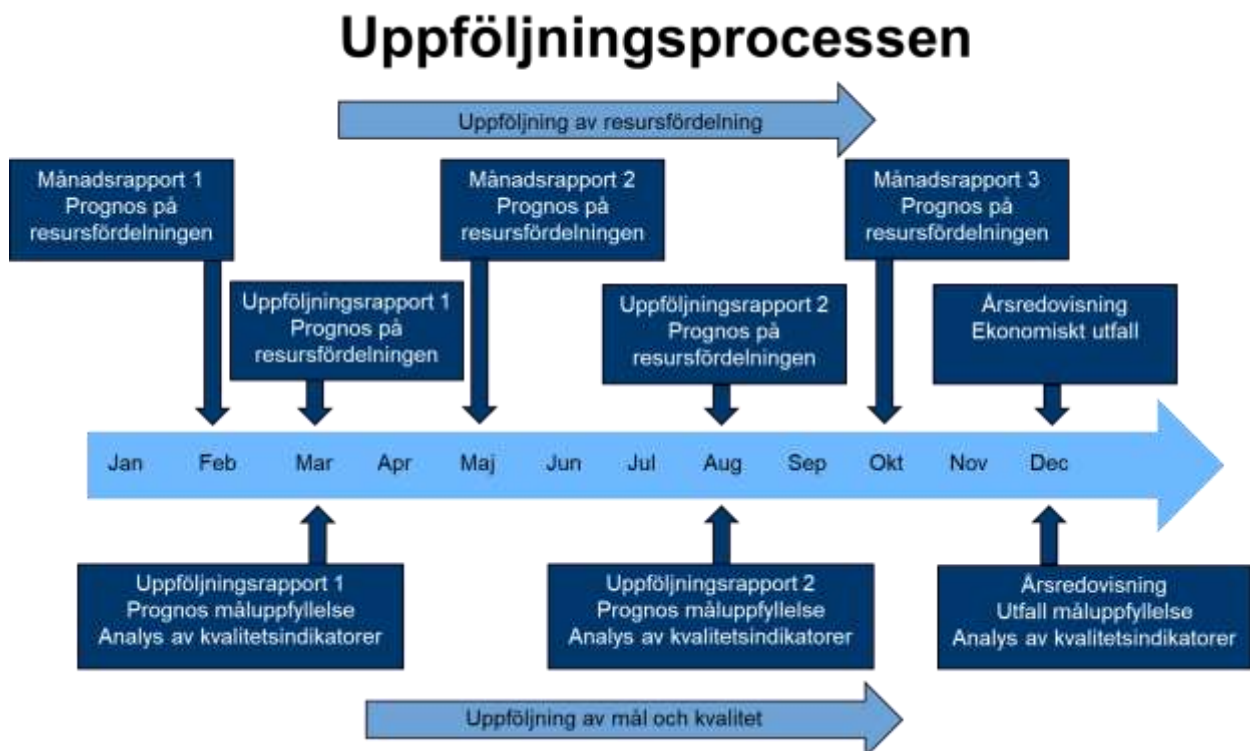 Uppföljningsprocessen
Uppföljning av resursfördelning
Månadsrapport 1
Prognos på
resursfördelningen
Månadsrapport 2
Prognos på
resursfördelningen
Månadsrapport 3
Prognos på
resursfördelningen
Uppföljningsrapport 1
Prognos på
resursfördelningen
Uppföljningsrapport 2
Prognos på
resursfördelningen
Årsredovisning
Ekonomiskt utfall
Jan Feb Mar Apr Maj Jun Jul Aug Sep Okt Nov Dec
Uppföljningsrapport 1
Prognos måluppfyllelse
Analys av kvalitetsindikatorer
Uppföljningsrapport 2
Prognos måluppfyllelse
Analys av kvalitetsindikatorer
Årsredovisning
Utfall måluppfyllelse
Analys av kvalitetsindikatorer
Uppföljning av mål och kvalitet